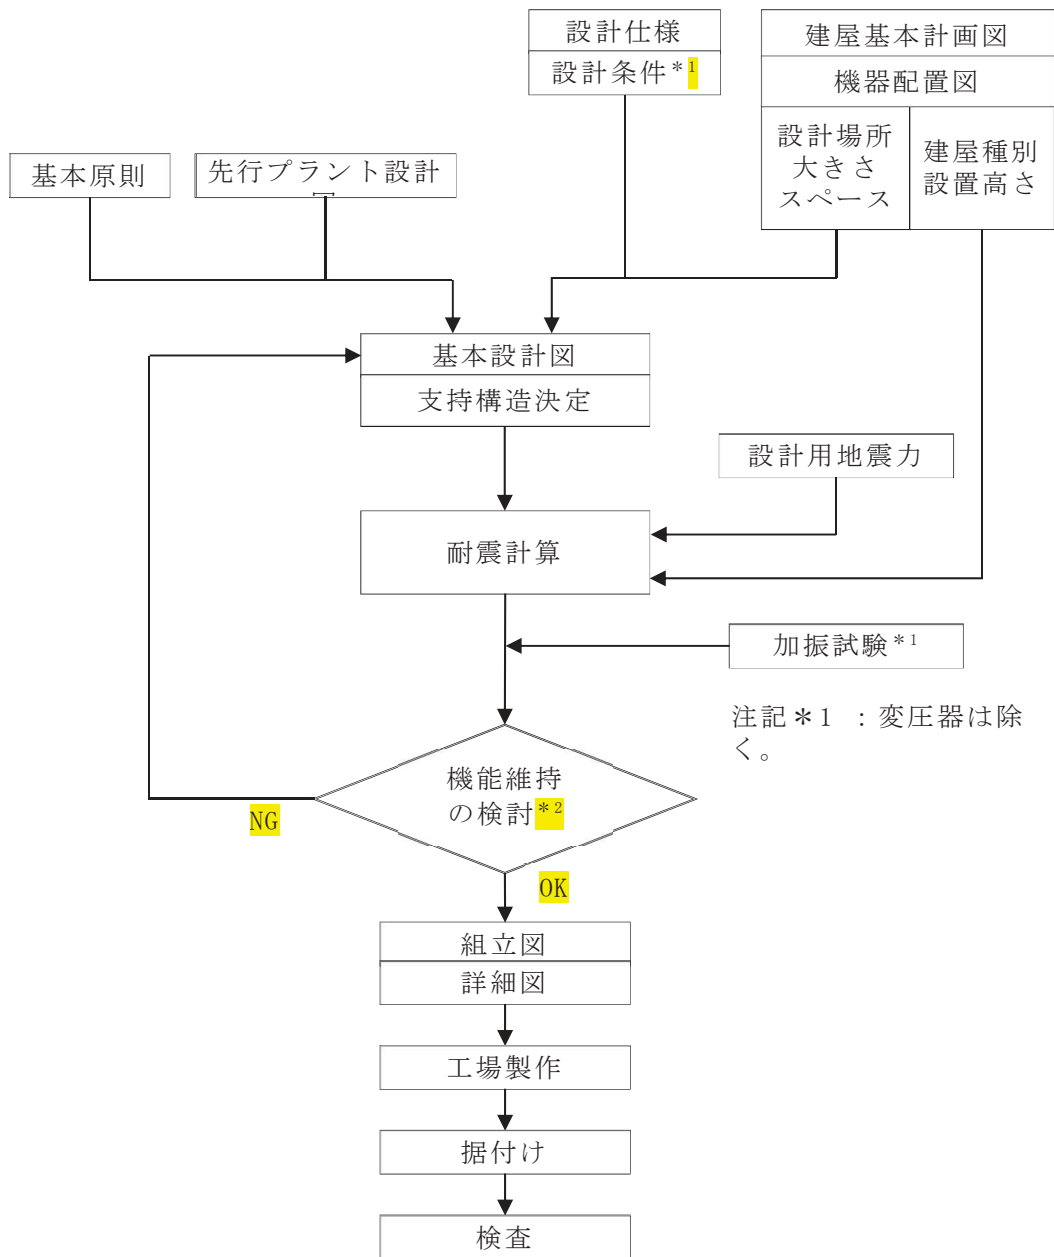 設計仕様
設計条件*1
建屋基本計画図
機器配置図
設計場所
大きさ
スペース
建屋種別
設置高さ
基本原則
先行プラント設計
基本設計図
支持構造決定
設計用地震力
耐震計算
加振試験*1
注記*1 :変圧器は除
く。
機能維持
の検討*2
NG
OK
組立図
詳細図
工場製作
据付け
検査